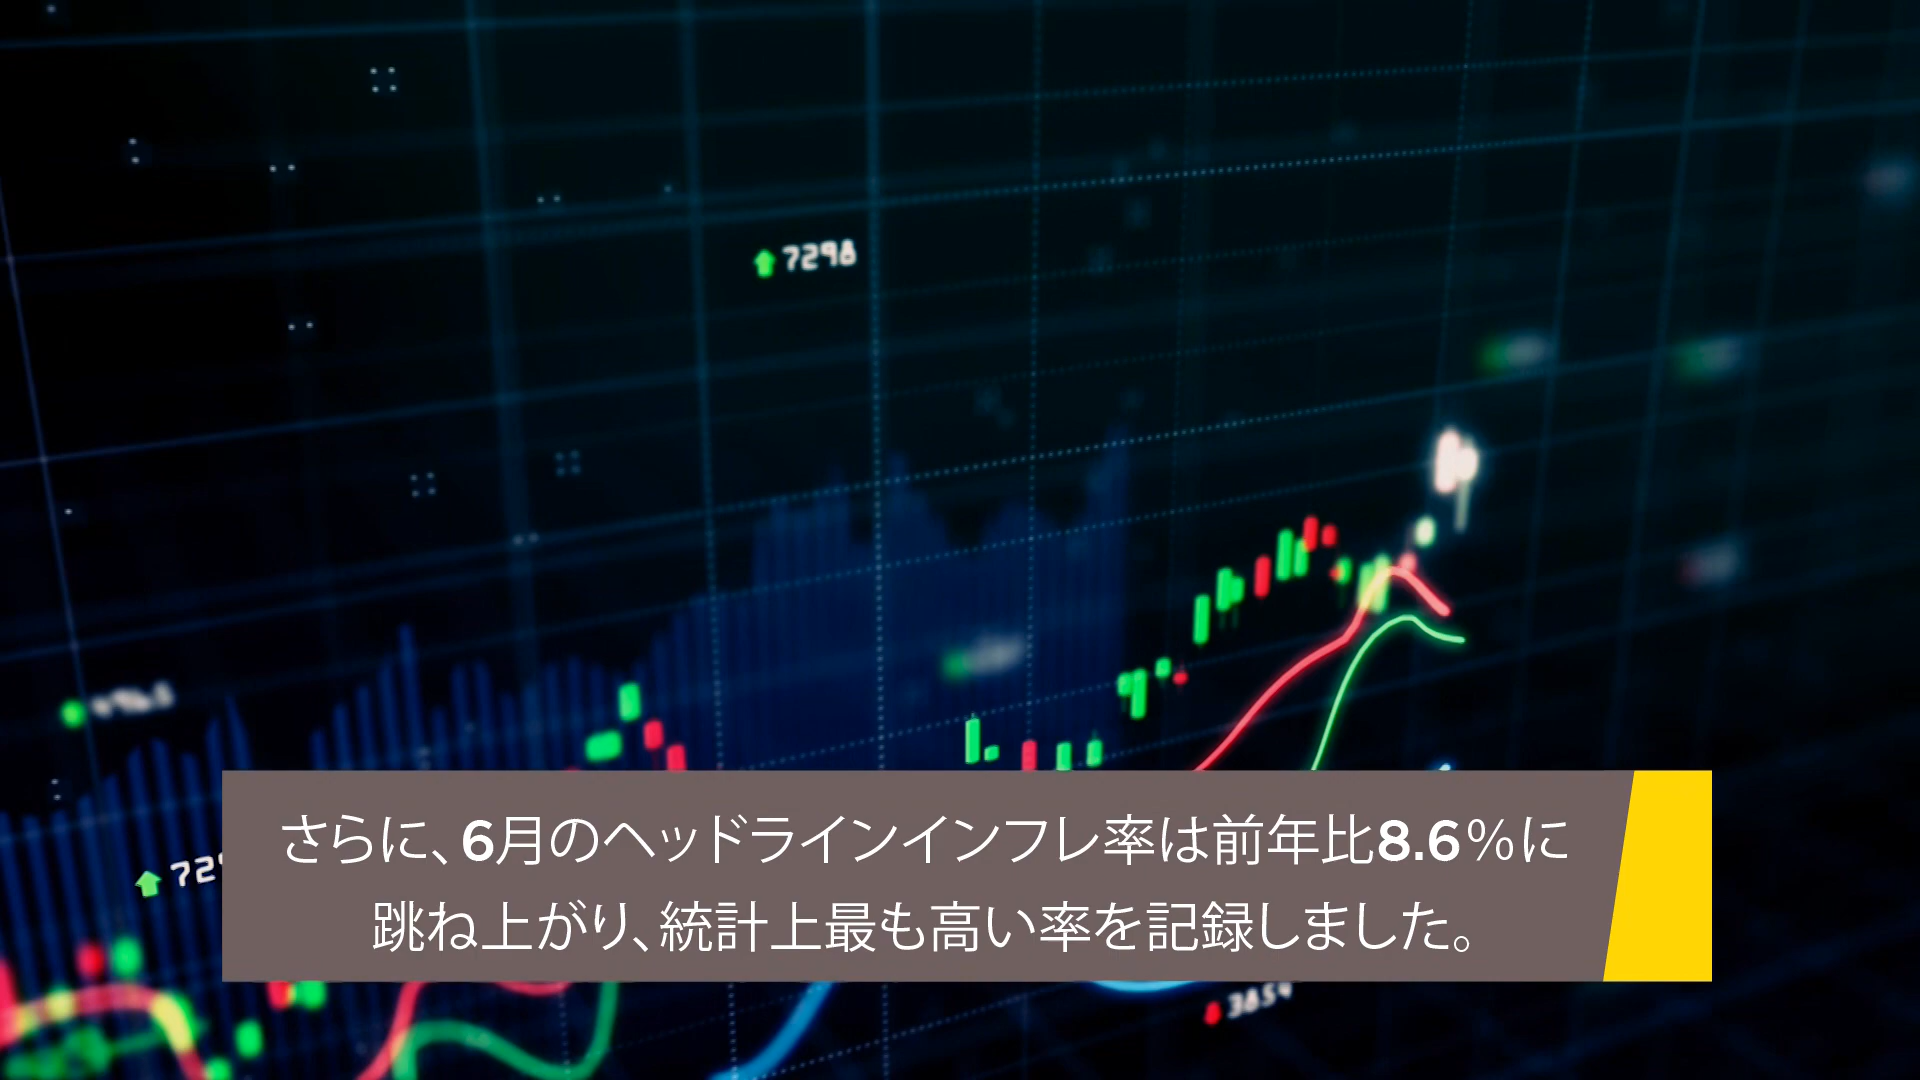 7298
さらに、6月のヘッドラインインフレ率は前年比8.6％に
跳ね上がり、統計上最も高い率を記録しました。
3859